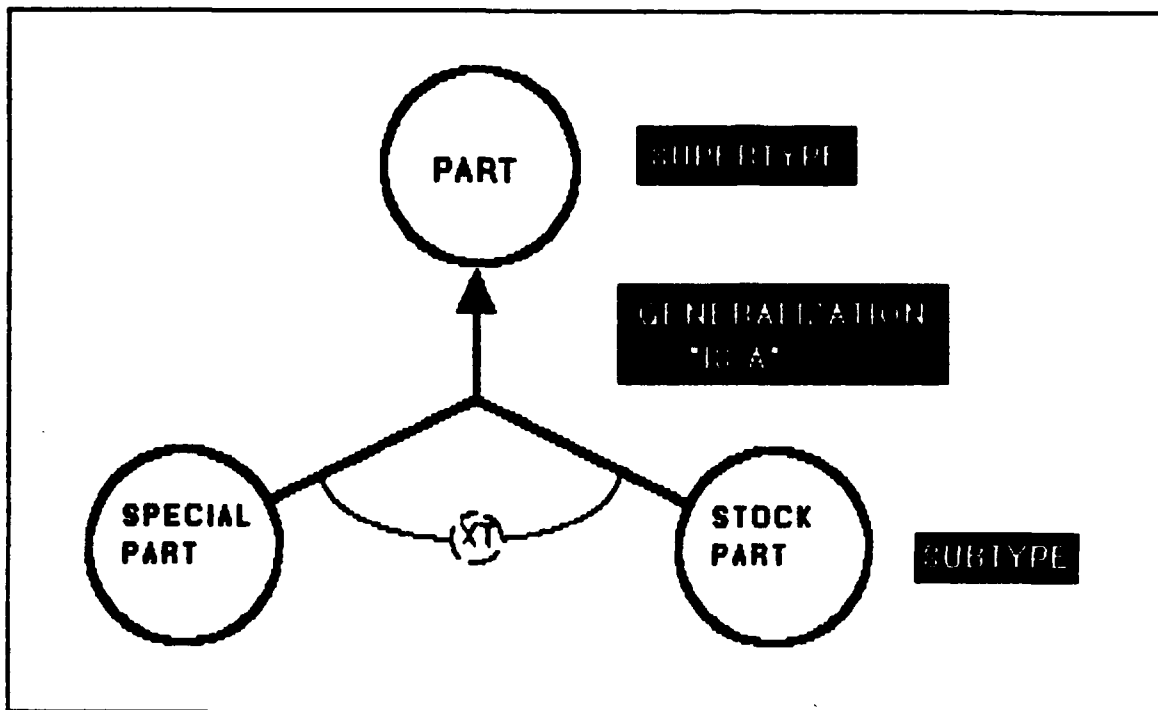 PART
SUPERTYPE
GENERALIZATION
"IS A"
SPECIAL
PART
XT
STOCK
PART
SUBTYPE